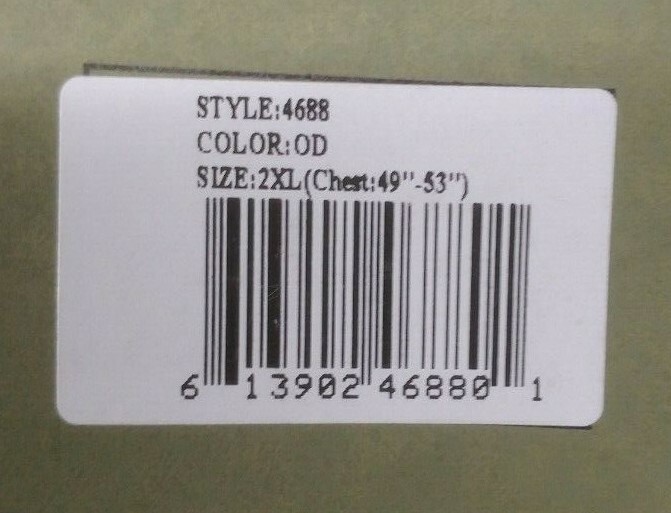 STYLE:4688
COLOR:OD
SIZE:2XL(Chest:49"-53")
6 13902 46880 1